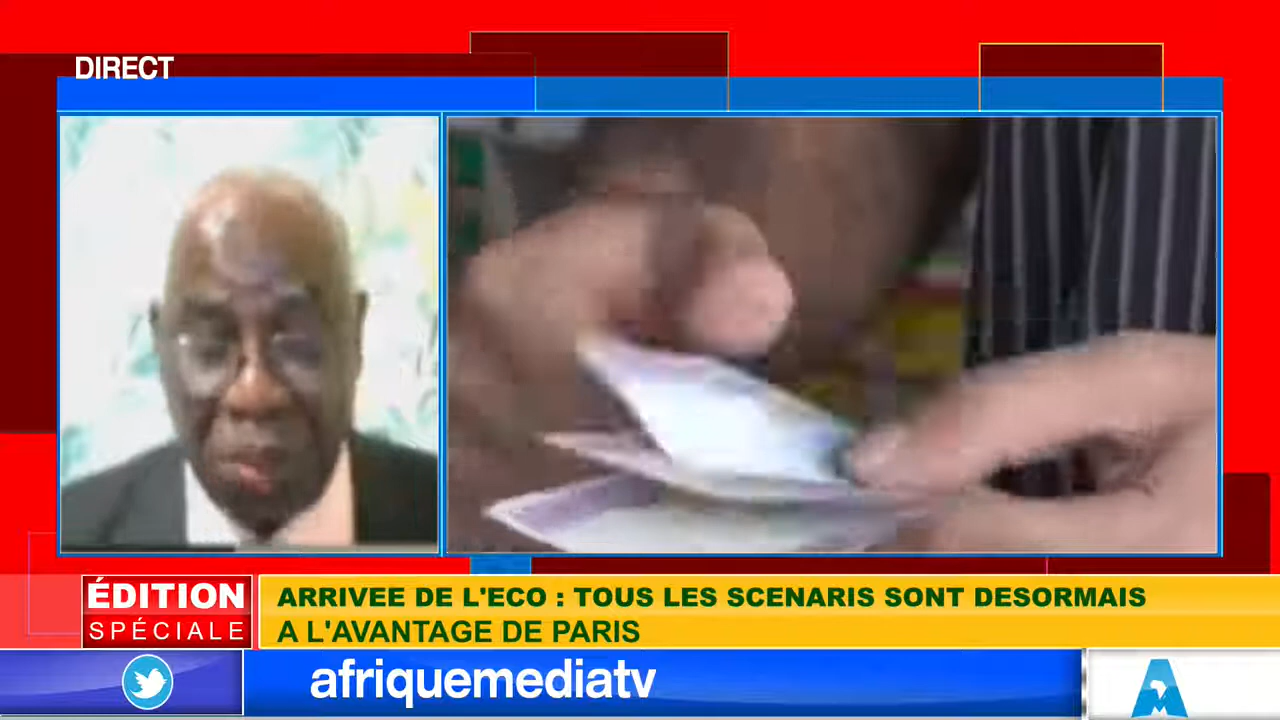 DIRECT
ÉDITION
SPÉCIALE
ARRIVEE DE L'ECO : TOUS LES SCENARIS SONT DESORMAIS
A L'AVANTAGE DE PARIS
afriquemediatv